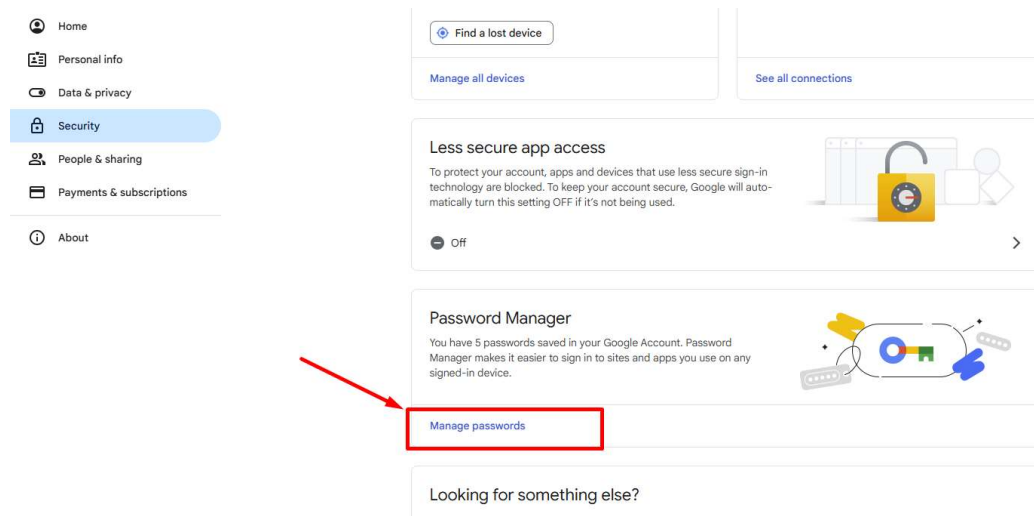 Home
Personal info
Data & privacy
Security
People & sharing
Payments & subscriptions
About
Find a lost device
Manage all devices
See all connections
Less secure app access
To protect your account, apps and devices that use less secure sign-in
technology are blocked. To keep your account secure, Google will auto-
matically turn this setting OFF if it's not being used.
Off
Password Manager
You have 5 passwords saved in your Google Account. Password
Manager makes it easier to sign in to sites and apps you use on any
signed-in device.
Manage passwords
Looking for something else?